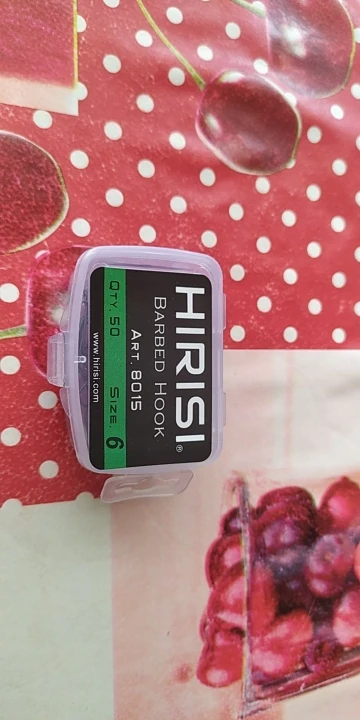 HIRISI®
BARBED HOOK
ART. 8015
QTY. 50 SIZE. 6
www.hirisi.com